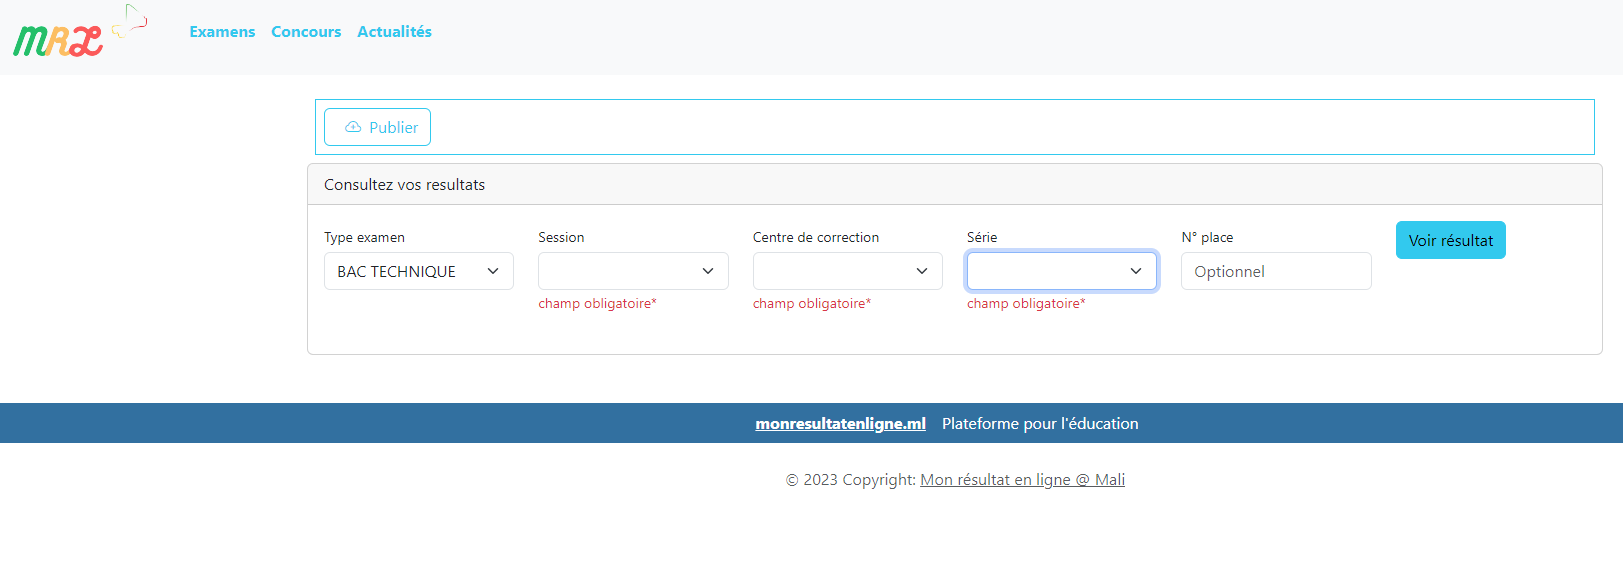 MRL
Examens Concours Actualités
Publier
Consultez vos resultats
Type examen Session Centre de correction Série N° place Voir résultat
BAC TECHNIQUE Optionnel
champ obligatoire* champ obligatoire* champ obligatoire*
monresultatenligne.ml Plateforme pour l'éducation
© 2023 Copyright: Mon résultat en ligne @ Mali